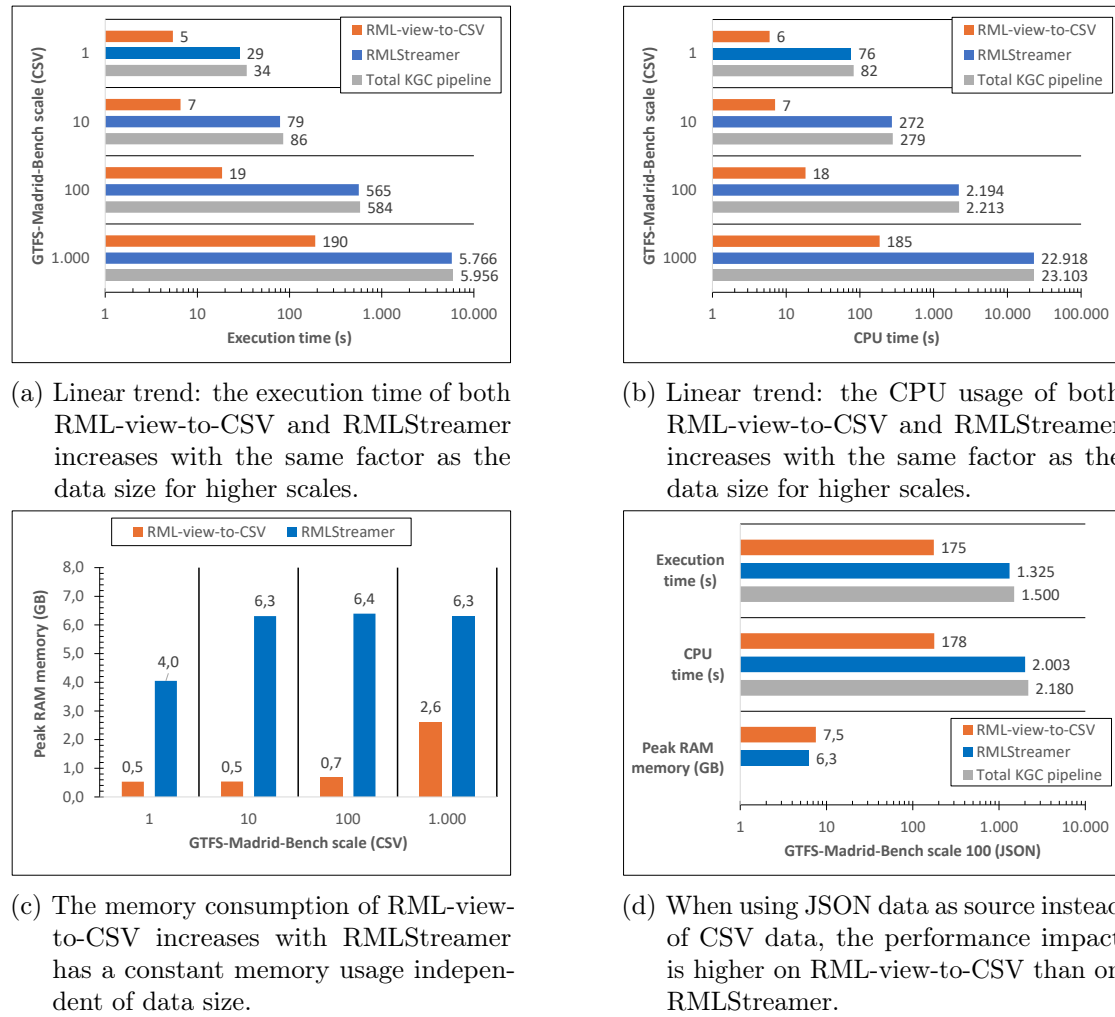 GTFS-Madrid-Bench scale (CSV)
RML-view-to-CSV
RMLStreamer
Total KGC pipeline
1
5
29
34
10
7
79
86
100
19
565
584
1.000
190
5.766
5.956
1 10 100 1.000 10.000
Execution time (s)
GTFS-Madrid-Bench scale (CSV)
RML-view-to-CSV
RMLStreamer
Total KGC pipeline
1
6
76
82
10
7
272
279
100
18
2.194
2.213
1000
185
22.918
23.103
1 10 100 1.000 10.000 100.000
CPU time (s)
(a) Linear trend: the execution time of both
RML-view-to-CSV and RMLStreamer
increases with the same factor as the
data size for higher scales.
(b) Linear trend: the CPU usage of both
RML-view-to-CSV and RMLStreamer
increases with the same factor as the
data size for higher scales.
RML-view-to-CSV RMLStreamer
Peak RAM memory (GB)
8,0
7,0
6,0
5,0
4,0
3,0
2,0
1,0
0,0
0,5 4,0
0,5 6,3
0,7 6,4
2,6 6,3
1 10 100 1.000
GTFS-Madrid-Bench scale (CSV)
Execution
time (s)
175
1.325
1.500
CPU
time (s)
178
2.003
2.180
Peak RAM
memory (GB)
7,5
6,3
RML-view-to-CSV
RMLStreamer
Total KGC pipeline
1 10 100 1.000 10.000
GTFS-Madrid-Bench scale 100 (JSON)
(c) The memory consumption of RML-view-
to-CSV increases with RMLStreamer
has a constant memory usage indepen-
dent of data size.
(d) When using JSON data as source instead
of CSV data, the performance impact
is higher on RML-view-to-CSV than on
RMLStreamer.